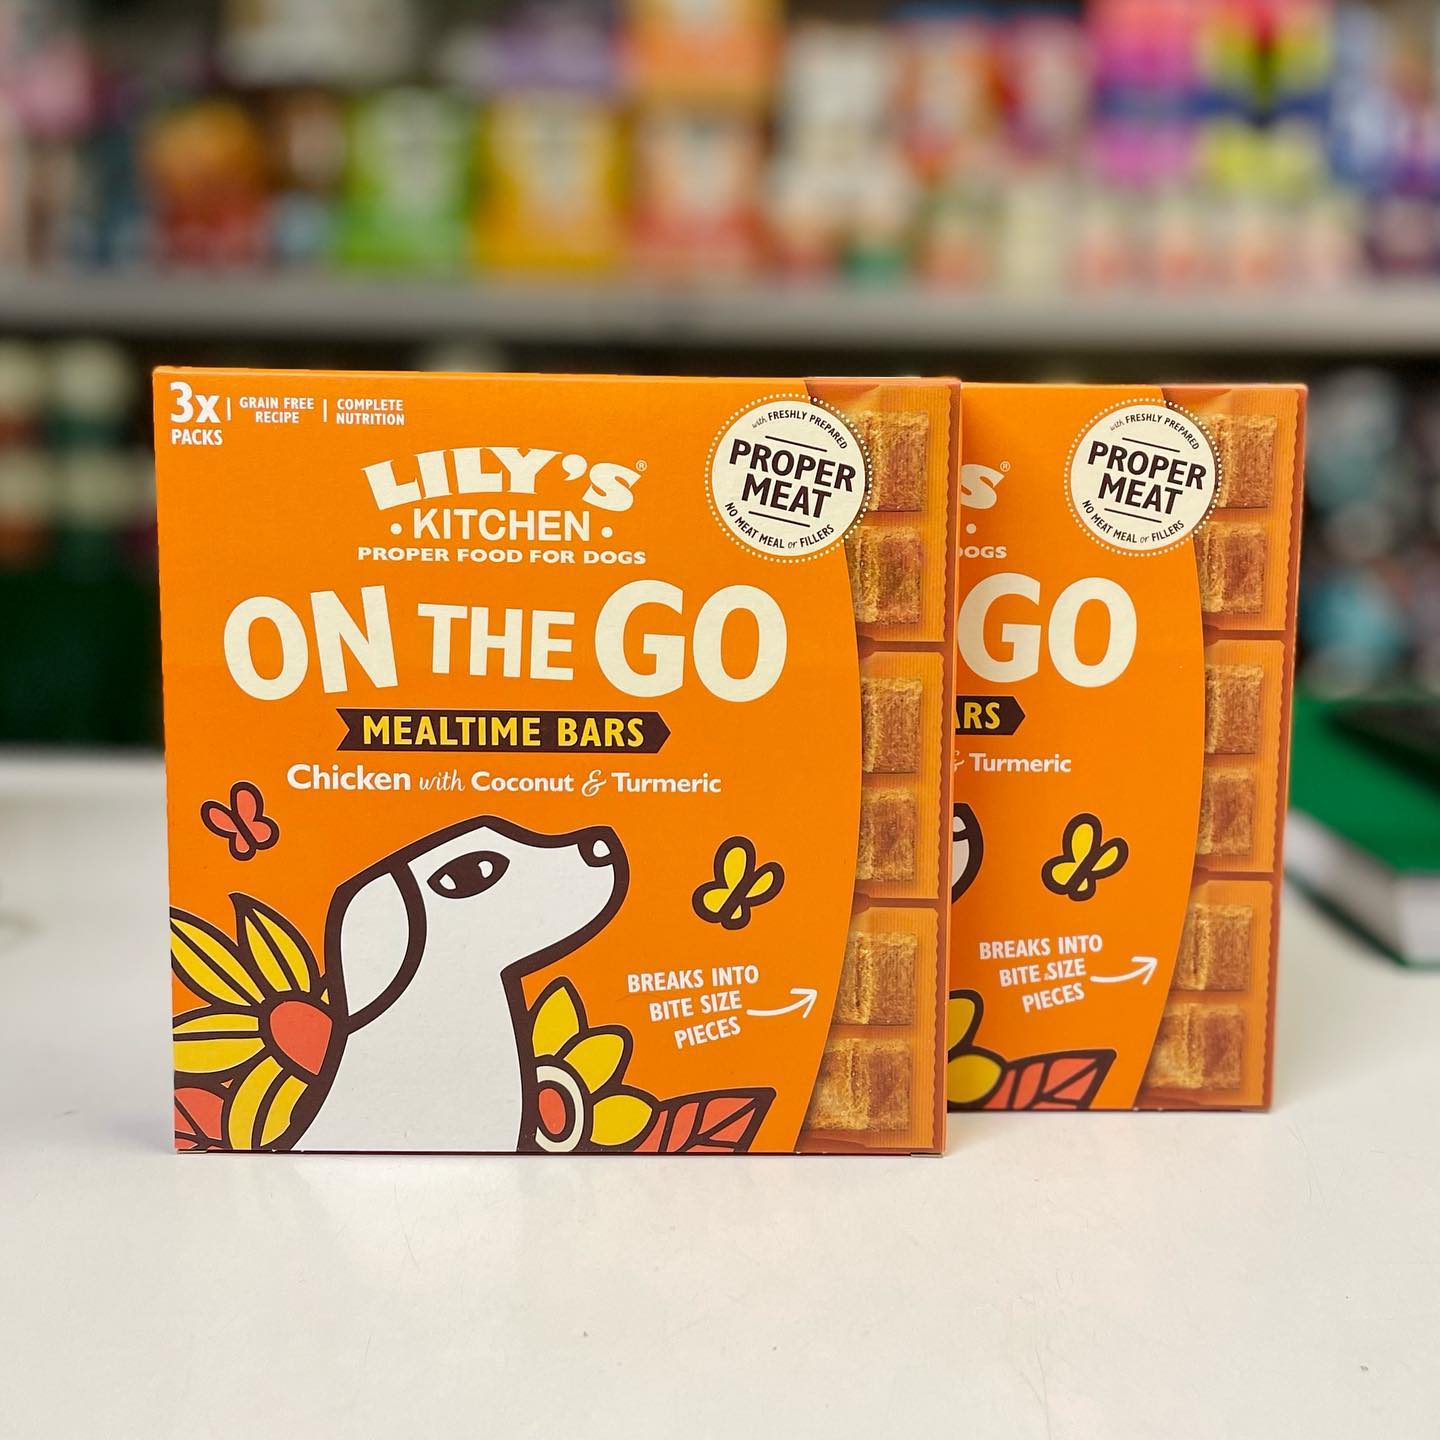 3x
PACKS
GRAIN FREE
RECIPE
COMPLETE
NUTRITION
LILY'S®
• KITCHEN •
PROPER FOOD FOR DOGS
with FRESHLY PREPARED
PROPER
MEAT
NO MEAT MEAL or FILLERS
ON THE GO
MEALTIME BARS
Chicken with Coconut & Turmeric
BREAKS INTO
BITE SIZE
PIECES
S®
•
DOGS
with FRESHLY PREPARED
PROPER
MEAT
NO MEAT MEAL or FILLERS
GO
ARS
& Turmeric
BREAKS INTO
BITE SIZE
PIECES